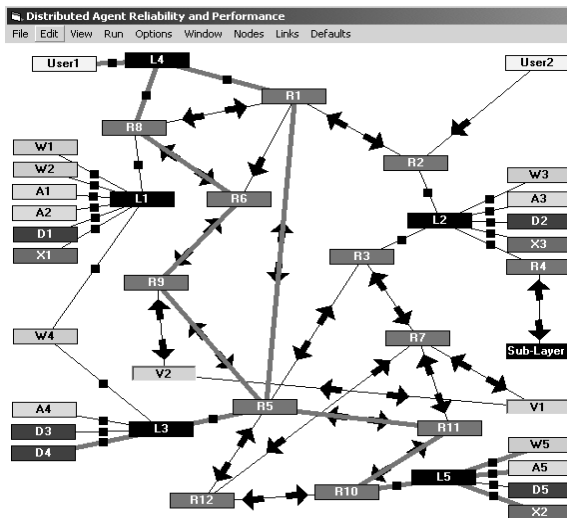 Distributed Agent Reliability and Performance
File Edit View Run Options Window Nodes Links Defaults
User1
L4
User2
R1
R8
W1
R2
W2
W3
A1
L1
R6
A3
A2
L2
D2
D1
X3
X1
R3
R4
R9
W4
R7
Sub-Layer
V2
A4
R5
V1
D3
L3
R11
D4
W5
A5
L5
R12
R10
D5
X2